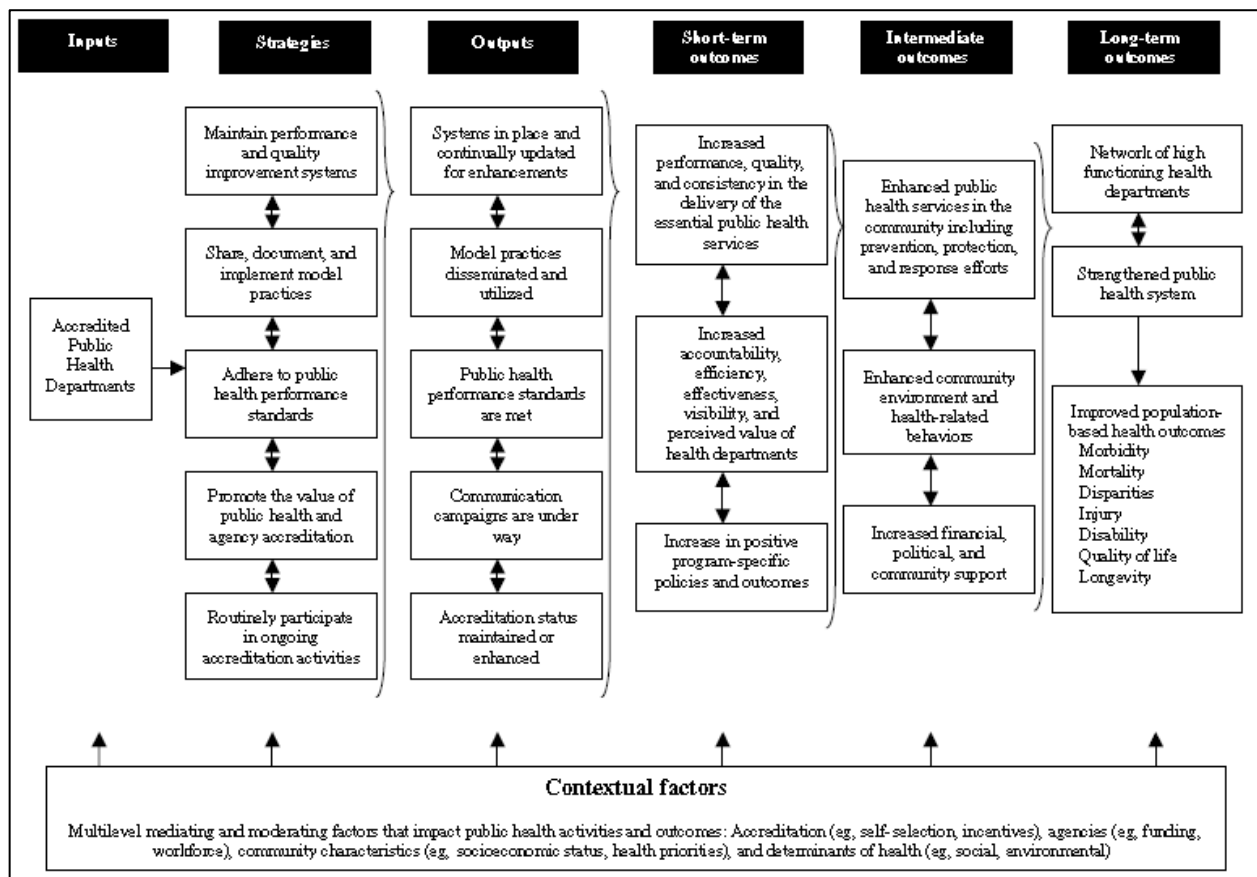 Inputs
Strategies
Outputs
Short-term
outcomes
Intermediate
outcomes
Long-term
outcomes
Accredited
Public
Health
Departments
Maintain performance
and quality
improvement systems
Share, document, and
implement model
practices
Adhere to public
health performance
standards
Promote the value of
public health and
agency accreditation
Routinely participate
in ongoing
accreditation activities
Systems in place and
continually updated
for enhancements
Model practices
disseminated and
utilized
Public health
performance standards
are met
Communication
campaigns are under
way
Accreditation status
maintained or
enhanced
Increased
performance, quality,
and consistency in the
delivery of the
essential public health
services
Increased
accountability,
efficiency,
effectiveness,
visibility, and
perceived value of
health departments
Increase in positive
program-specific
policies and outcomes
Enhanced public
health services in the
community including
prevention, protection,
and response efforts
Enhanced community
environment and
health-related
behaviors
Increased financial,
political, and
community support
Network of high
functioning health
departments
Strengthened public
health system
Improved population-
based health outcomes
Morbidity
Mortality
Disparities
Injury
Disability
Quality of life
Longevity
Contextual factors
Multilevel mediating and moderating factors that impact public health activities and outcomes: Accreditation (eg, self-selection, incentives), agencies (eg, funding,
workforce), community characteristics (eg, socioeconomic status, health priorities), and determinants of health (eg, social, environmental)